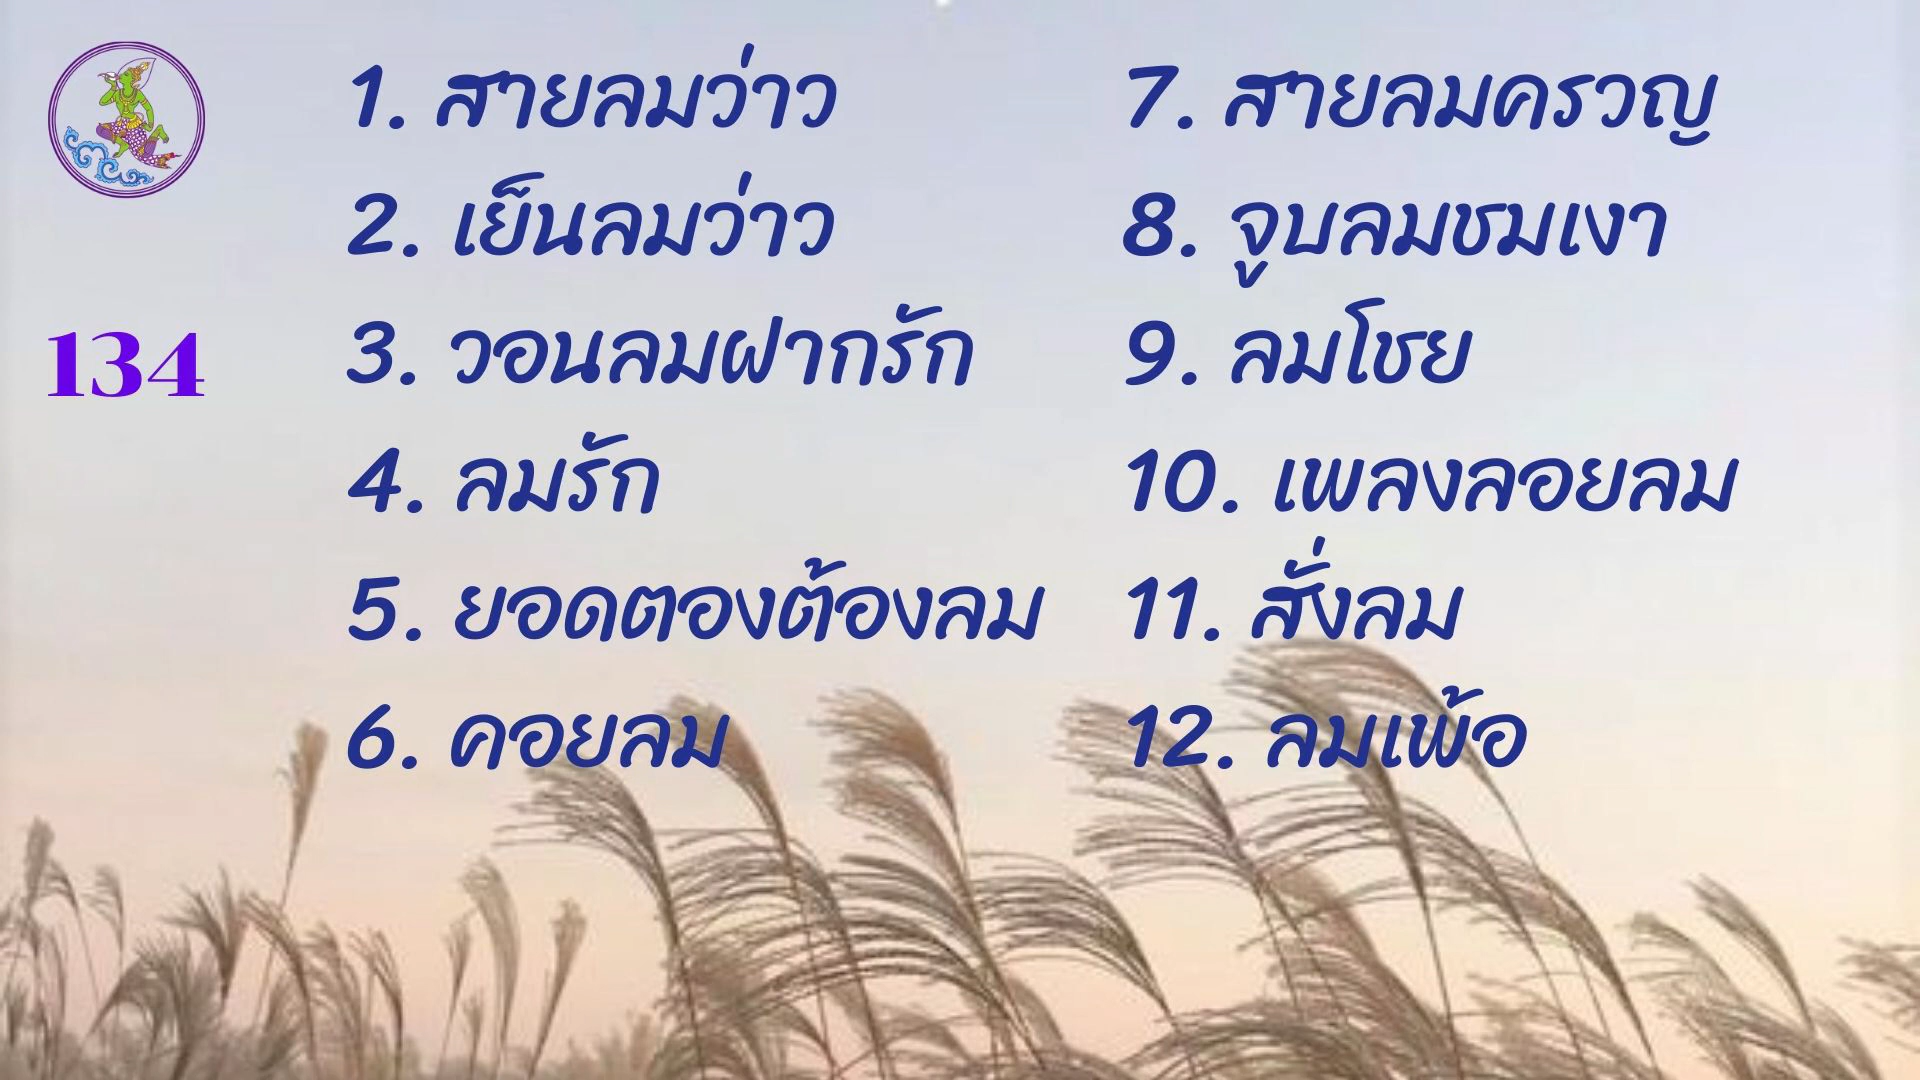 134
1. สายลมว่าว
2. เย็นลมว่าว
3. วอนลมฝากรัก
4. ลมรัก
5. ยอดตองต้องลม
6. คอยลม
7. สายลมครวญ
8. จูบลมชมเงา
9. ลมโชย
10. เพลงลอยลม
11. สั่งลม
12. ลมเพ้อ